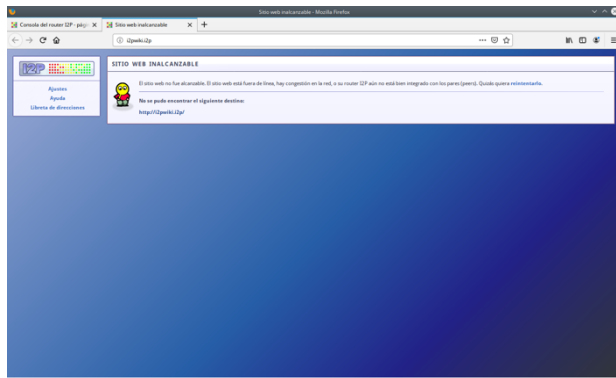 Sitio web inalcanzable - Mozilla Firefox
Consola del router I2P - pági
Sitio web inalcanzable
i2pwiki.i2p
I2P
SITIO WEB INALCANZABLE
Ajustes
Ayuda
Libreta de direcciones
El sitio web no fue alcanzable. El sitio web está fuera de línea, hay congestión en la red, o su router I2P aún no está bien integrado con los pares (peers). Quizás quiera reintentarlo.
No se pudo encontrar el siguiente destino:
http://i2pwiki.i2p/